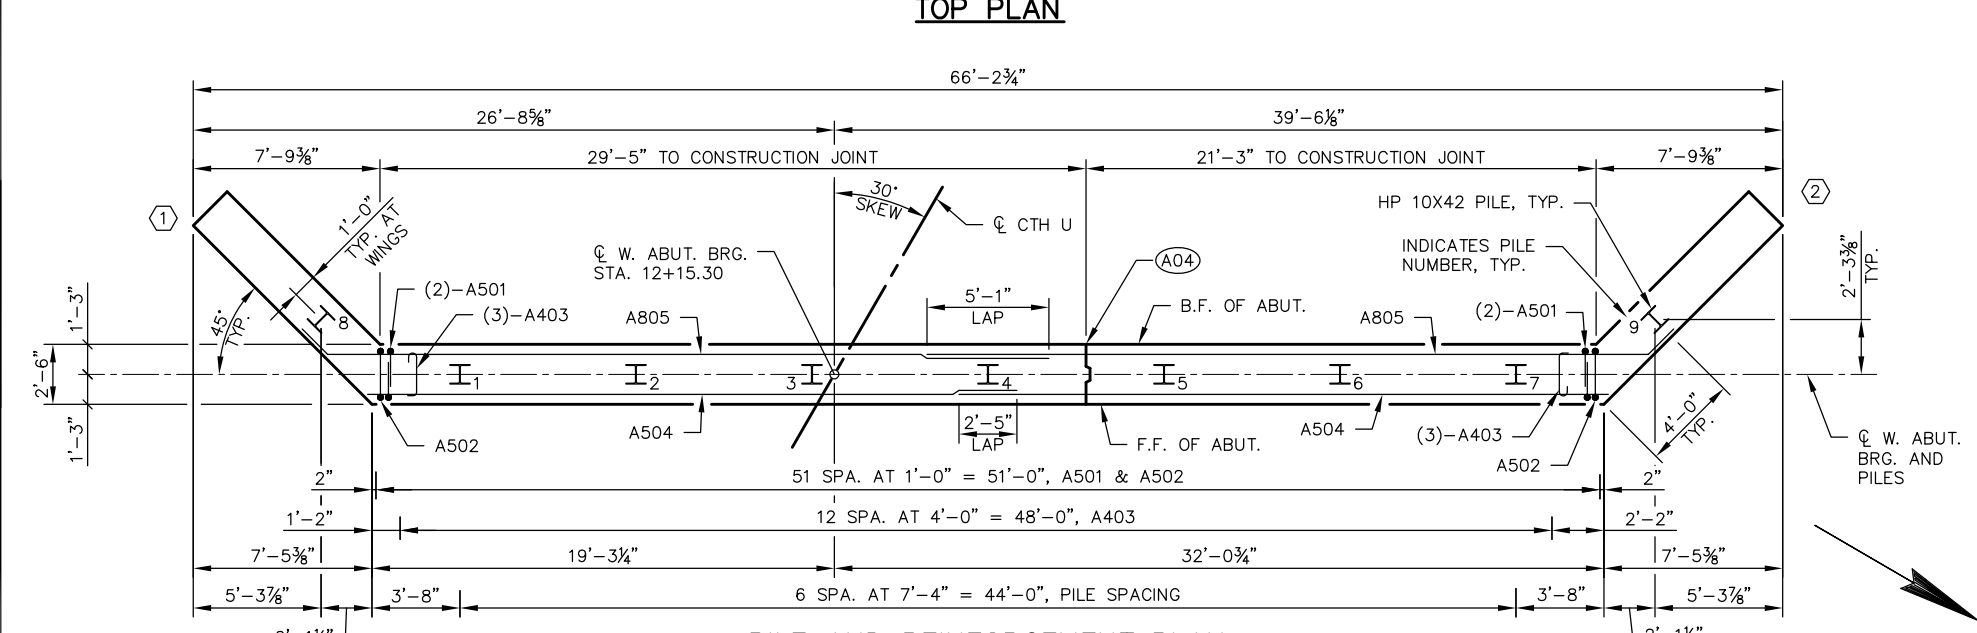 TOP PLAN
66'-2¾"
26'-8⅝"
39'-6⅛"
7'-9⅜"
29'-5" TO CONSTRUCTION JOINT
21'-3" TO CONSTRUCTION JOINT
7'-9⅜"
1
1'-0"
TYP. AT
WINGS
30°
SKEW
℄ CTH U
HP 10X42 PILE, TYP.
2
℄ W. ABUT. BRG.
STA. 12+15.30
A04
INDICATES PILE
NUMBER, TYP.
2'-3⅜"
TYP.
1'-3"
2'-6"
1'-3"
45°
TYP.
8
(2)-A501
(3)-A403
A805
5'-1"
LAP
B.F. OF ABUT.
A805
(2)-A501
9
1
2
3
4
5
6
7
A502
A504
2'-5"
LAP
F.F. OF ABUT.
A504
(3)-A403
A502
4'-0"
TYP.
℄ W. ABUT.
BRG. AND
PILES
2"
51 SPA. AT 1'-0" = 51'-0", A501 & A502
2"
1'-2"
12 SPA. AT 4'-0" = 48'-0", A403
2'-2"
7'-5⅜"
19'-3¼"
32'-0¾"
7'-5⅜"
5'-3⅞"
3'-8"
6 SPA. AT 7'-4" = 44'-0", PILE SPACING
3'-8"
5'-3⅞"